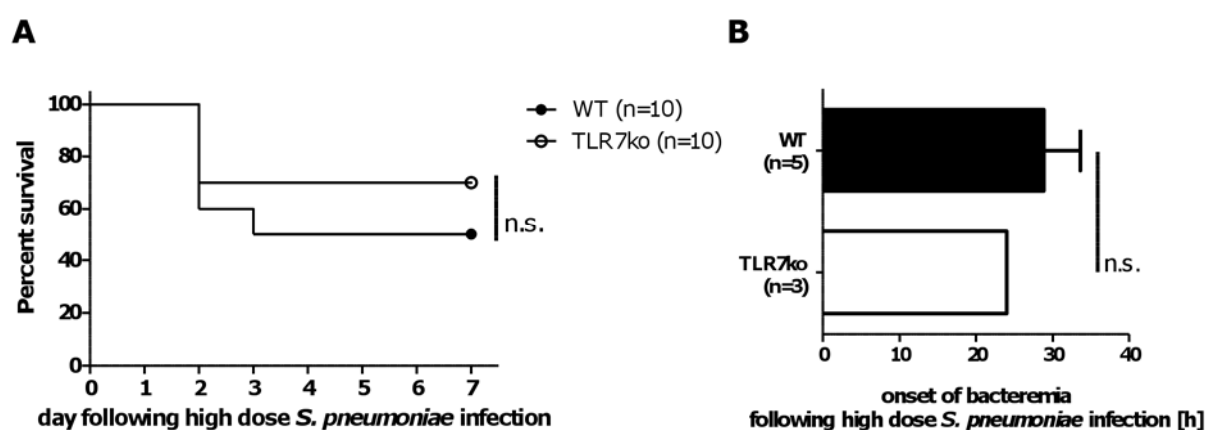 A
100
80
60
40
20
0
Percent survival
0 1 2 3 4 5 6 7
day following high dose S. pneumoniae infection
WT (n=10)
TLR7ko (n=10)
n.s.
B
WT
(n=5)
TLR7ko
(n=3)
n.s.
0 10 20 30 40
onset of bacteremia
following high dose S. pneumoniae infection [h]